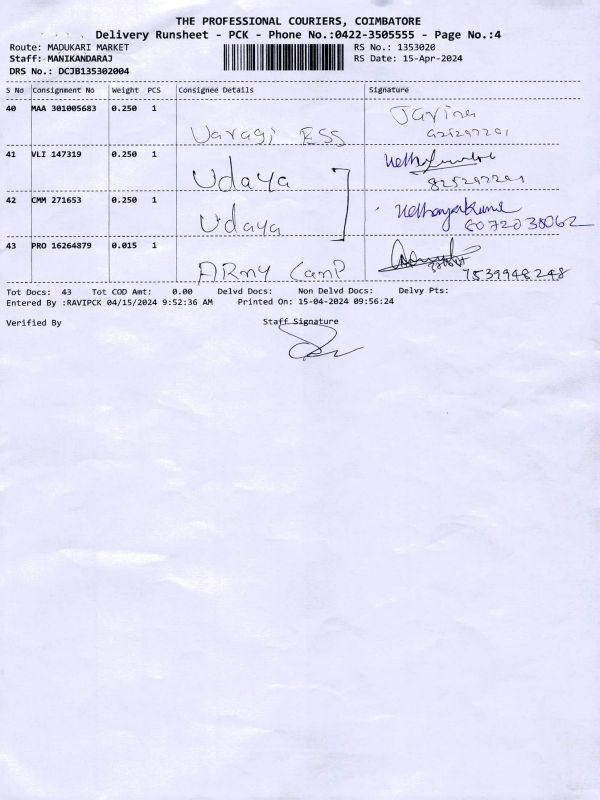 THE PROFESSIONAL COURIERS, COIMBATORE
Delivery Runsheet - PCK - Phone No.:0422-3505555 - Page No.:4
Route: MADUKARI MARKET RS No.: 1353020
Staff: MANIKANDARAJ RS Date: 15-Apr-2024
DRS No.: DCJB135302004
S No Consignment No Weight PCS Consignee Details Signature
40 MAA 301005683 0.250 1
41 VLI 147319 0.250 1 Udaya
42 CMM 271653 0.250 1 Udaya
43 PRO 16264879 0.015 1 ARMY CamP 7539948248
Tot Docs: 43 Tot COD Amt: 0.00 Delvd Docs: Non Delvd Docs: Delvy Pts:
Entered By :RAVIPCK 04/15/2024 9:52:36 AM Printed On: 15-04-2024 09:56:24
Verified By Staff Signature